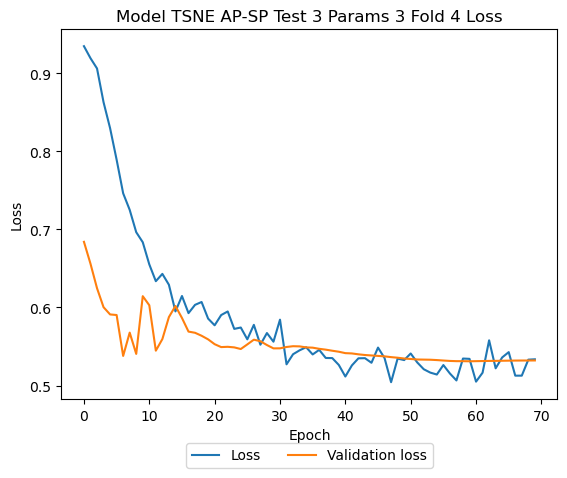 Model TSNE AP-SP Test 3 Params 3 Fold 4 Loss
0.9
0.8
0.7
0.6
0.5
Loss
0 10 20 30 40 50 60 70
Epoch
Loss Validation loss